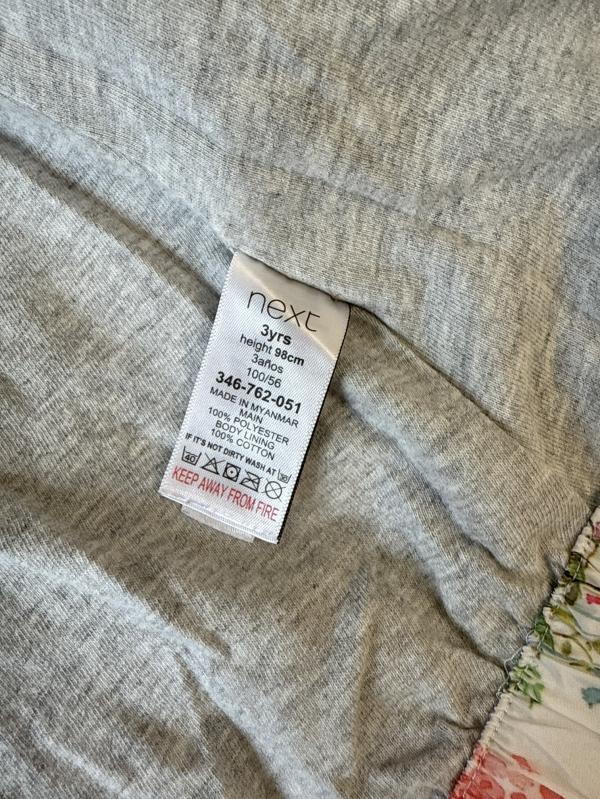 next
3yrs
height 98cm
3años
100/56
346-762-051
MADE IN MYANMAR
MAIN
100% POLYESTER
BODY LINING
100% COTTON
IF IT'S NOT DIRTY WASH AT 30
40
KEEP AWAY FROM FIRE